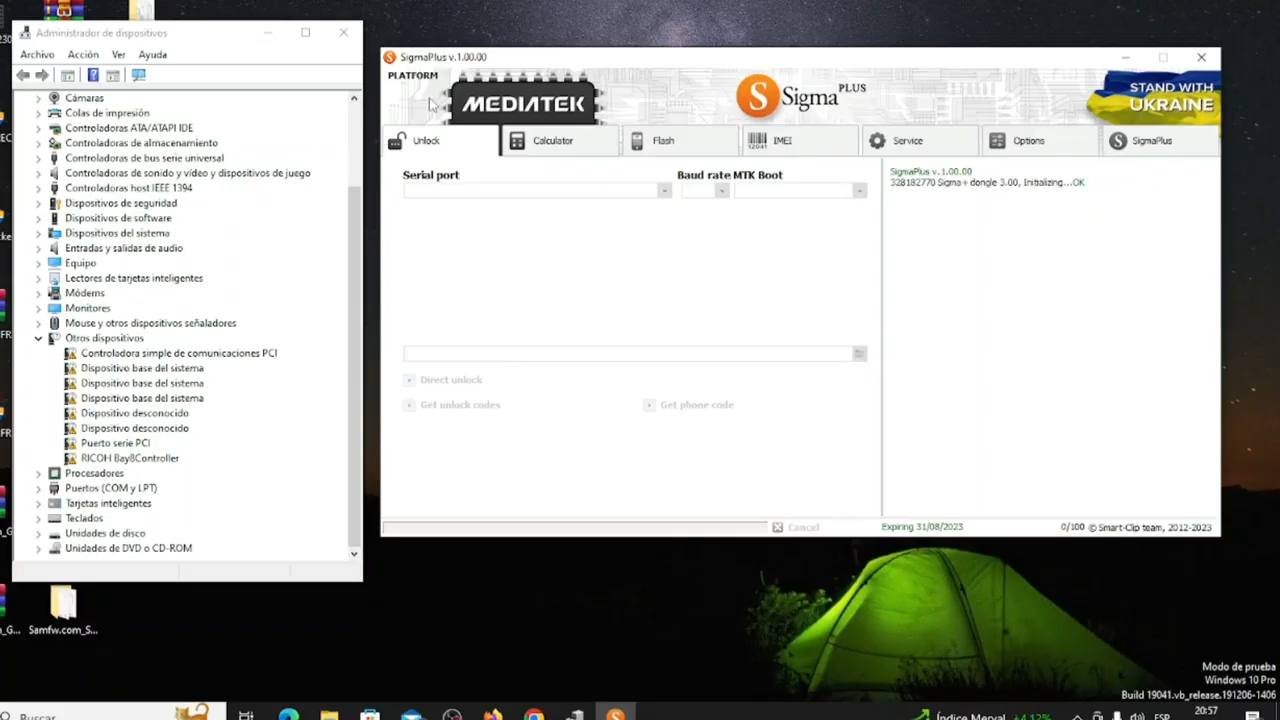 Administrador de dispositivos
Archivo Acción Ver Ayuda
Cámaras
Colas de impresión
Controladoras ATA/ATAPI IDE
Controladoras de almacenamiento
Controladoras de bus serie universal
Controladoras de sonido y vídeo y dispositivos de juego
Controladoras host IEEE 1394
Dispositivos de seguridad
Dispositivos de software
Dispositivos del sistema
Entradas y salidas de audio
Equipo
Lectores de tarjetas inteligentes
Módems
Monitores
Mouse y otros dispositivos señaladores
Otros dispositivos
Controladora simple de comunicaciones PCI
Dispositivo base del sistema
Dispositivo base del sistema
Dispositivo base del sistema
Dispositivo desconocido
Dispositivo desconocido
Puerto serie PCI
RICOH Bay8Controller
Procesadores
Puertos (COM y LPT)
Tarjetas inteligentes
Teclados
Unidades de disco
Unidades de DVD o CD-ROM
SigmaPlus v.1.00.00
PLATFORM
MEDIATEK
S Sigma PLUS
STAND WITH
UKRAINE
Unlock Calculator Flash IMEI Service Options SigmaPlus
Serial port Baud rate MTK Boot
Direct unlock
Get unlock codes Get phone code
SigmaPlus v.1.00.00
328182770 Sigma+ dongle 3.00, Initializing...OK
Cancel Expiring 31/08/2023 0/100 © Smart-Clip team, 2012-2023
Samfw.com_S...
Modo de prueba
Windows 10 Pro
Build 19041.vb_release.191206-1406
Buscar
Índice Merval +4,12% ESP 20:57